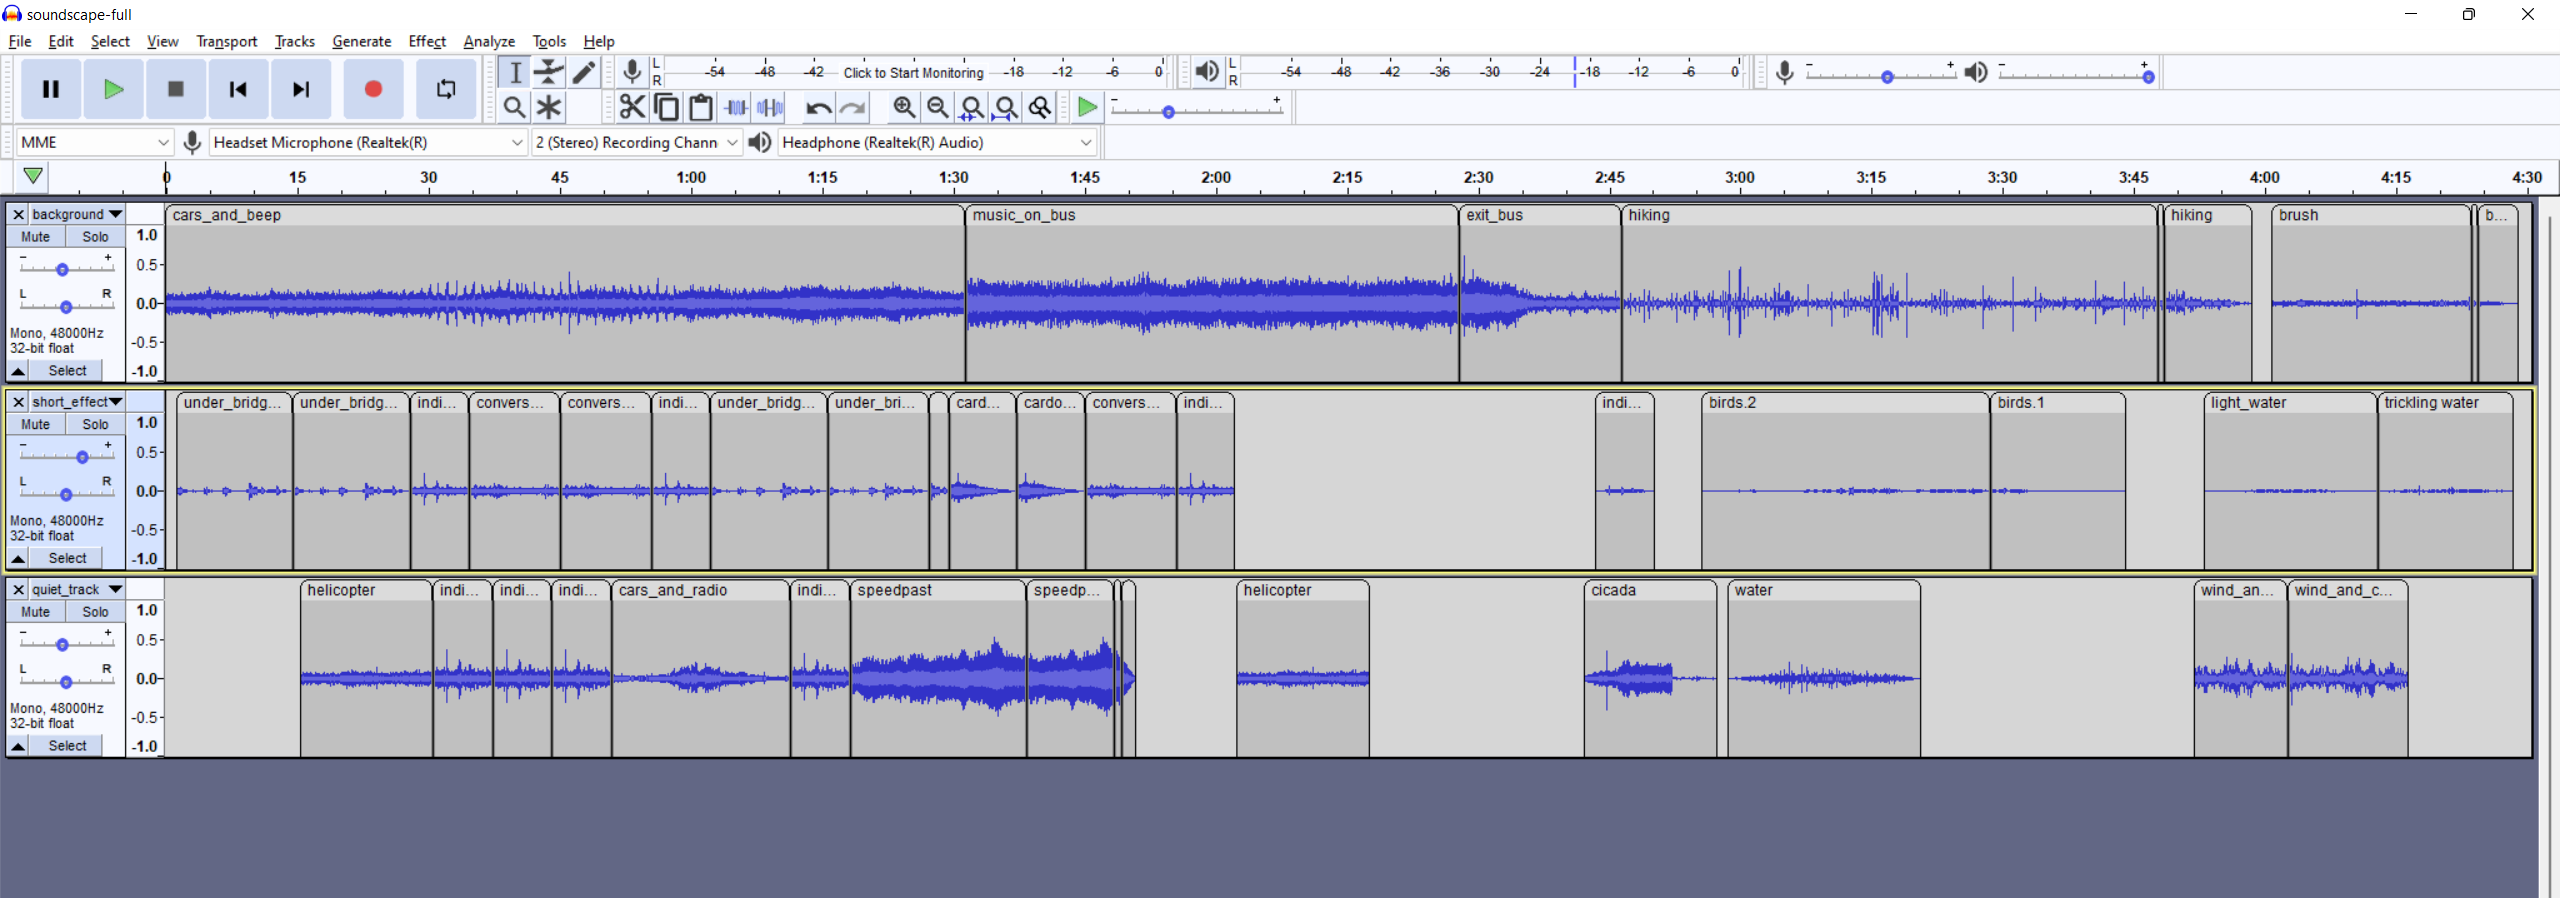 soundscape-full
File Edit Select View Transport Tracks Generate Effect Analyze Tools Help
L R -54 -48 -42 Click to Start Monitoring -18 -12 -6 0 L R -54 -48 -42 -36 -30 -24 -18 -12 -6 0 - + - +
- +
MME Headset Microphone (Realtek(R) 2 (Stereo) Recording Chann Headphone (Realtek(R) Audio)
0 15 30 45 1:00 1:15 1:30 1:45 2:00 2:15 2:30 2:45 3:00 3:15 3:30 3:45 4:00 4:15 4:30
background cars_and_beep music_on_bus exit_bus hiking hiking brush b...
Mute Solo 1.0
- + 0.5
L R 0.0
Mono, 48000Hz -0.5
32-bit float
Select -1.0
short_effect under_bridg... under_bridg... indi... convers... convers... indi... under_bridg... under_bri... card... cardo... convers... indi... indi... birds.2 birds.1 light_water trickling water
Mute Solo 1.0
- + 0.5
L R 0.0
Mono, 48000Hz -0.5
32-bit float
Select -1.0
quiet_track helicopter indi... indi... indi... cars_and_radio indi... speedpast speedp... helicopter cicada water wind_an... wind_and_c...
Mute Solo 1.0
- + 0.5
L R 0.0
Mono, 48000Hz -0.5
32-bit float
Select -1.0